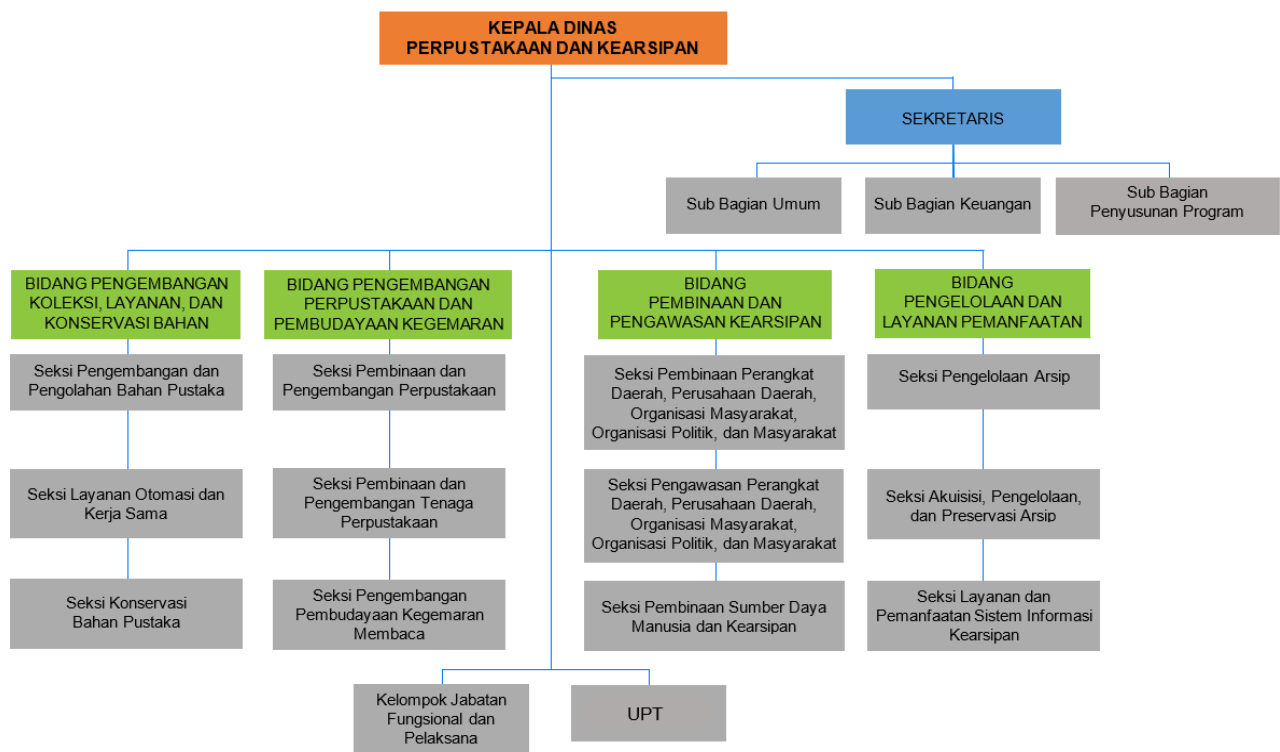 KEPALA DINAS
PERPUSTAKAAN DAN KEARSIPAN
SEKRETARIS
Sub Bagian Umum
Sub Bagian Keuangan
Sub Bagian
Penyusunan Program
BIDANG PENGEMBANGAN
KOLEKSI, LAYANAN, DAN
KONSERVASI BAHAN
BIDANG PENGEMBANGAN
PERPUSTAKAAN DAN
PEMBUDAYAAN KEGEMARAN
BIDANG
PEMBINAAN DAN
PENGAWASAN KEARSIPAN
BIDANG
PENGELOLAAN DAN
LAYANAN PEMANFAATAN
Seksi Pengembangan dan
Pengolahan Bahan Pustaka
Seksi Pembinaan dan
Pengembangan Perpustakaan
Seksi Pembinaan Perangkat
Daerah, Perusahaan Daerah,
Organisasi Masyarakat,
Organisasi Politik, dan Masyarakat
Seksi Pengelolaan Arsip
Seksi Layanan Otomasi dan
Kerja Sama
Seksi Pembinaan dan
Pengembangan Tenaga
Perpustakaan
Seksi Pengawasan Perangkat
Daerah, Perusahaan Daerah,
Organisasi Masyarakat,
Organisasi Politik, dan Masyarakat
Seksi Akuisisi, Pengelolaan,
dan Preservasi Arsip
Seksi Konservasi
Bahan Pustaka
Seksi Pengembangan
Pembudayaan Kegemaran
Membaca
Seksi Pembinaan Sumber Daya
Manusia dan Kearsipan
Seksi Layanan dan
Pemanfaatan Sistem Informasi
Kearsipan
Kelompok Jabatan
Fungsional dan
Pelaksana
UPT